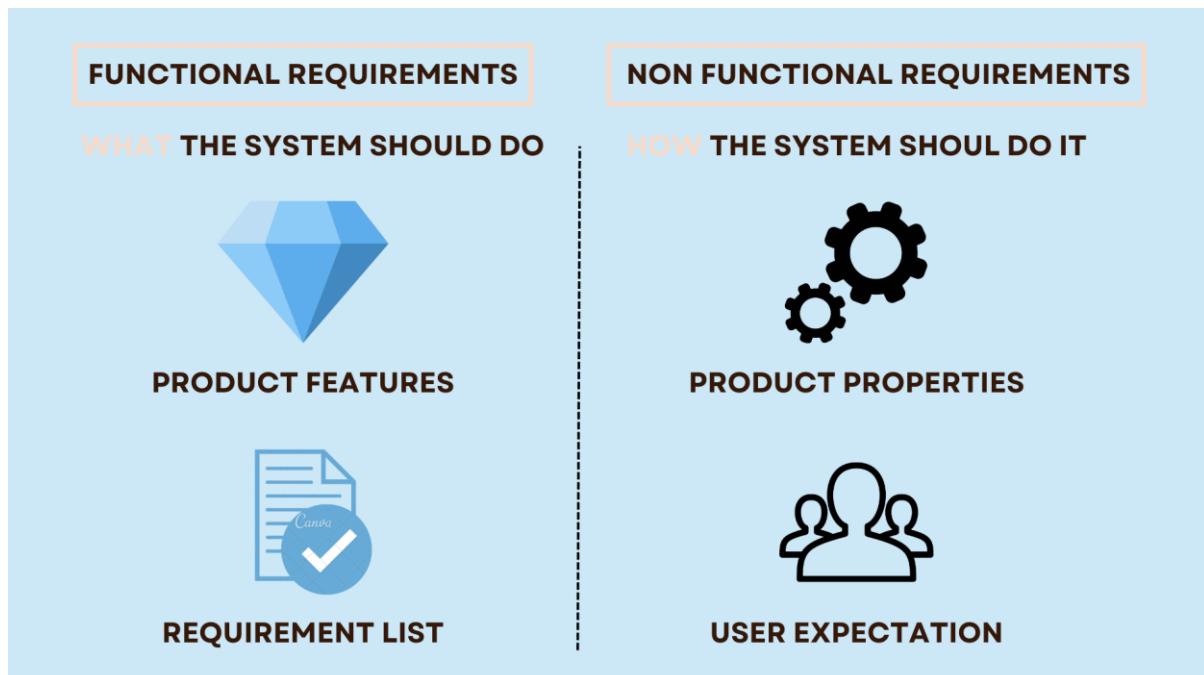 FUNCTIONAL REQUIREMENTS
WHAT THE SYSTEM SHOULD DO
PRODUCT FEATURES
Canva
REQUIREMENT LIST
NON FUNCTIONAL REQUIREMENTS
HOW THE SYSTEM SHOUL DO IT
PRODUCT PROPERTIES
USER EXPECTATION